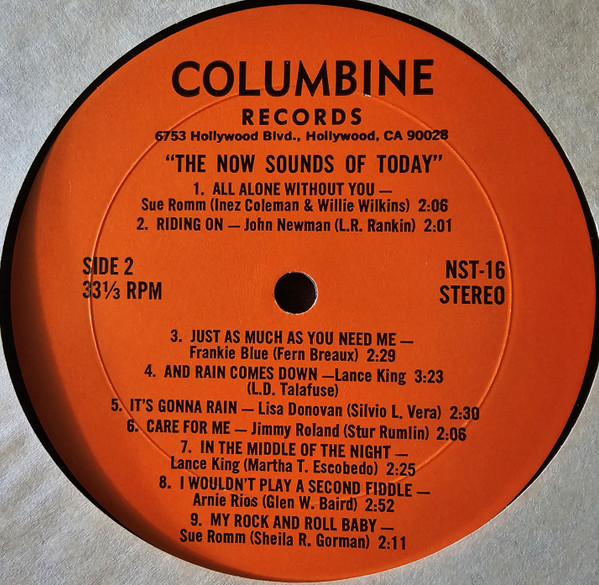 COLUMBINE
RECORDS
6753 Hollywood Blvd., Hollywood, CA 90028
"THE NOW SOUNDS OF TODAY"
1. ALL ALONE WITHOUT YOU —
Sue Romm (Inez Coleman & Willie Wilkins) 2:06
2. RIDING ON — John Newman (L.R. Rankin) 2:01
SIDE 2
33⅓ RPM
NST-16
STEREO
3. JUST AS MUCH AS YOU NEED ME —
Frankie Blue (Fern Breaux) 2:29
4. AND RAIN COMES DOWN —Lance King 3:23
(L.D. Talafuse)
5. IT'S GONNA RAIN — Lisa Donovan (Silvio L. Vera) 2:30
6. CARE FOR ME — Jimmy Roland (Stur Rumlin) 2:06
7. IN THE MIDDLE OF THE NIGHT —
Lance King (Martha T. Escobedo) 2:25
8. I WOULDN'T PLAY A SECOND FIDDLE —
Arnie Rios (Glen W. Baird) 2:52
9. MY ROCK AND ROLL BABY —
Sue Romm (Sheila R. Gorman) 2:11